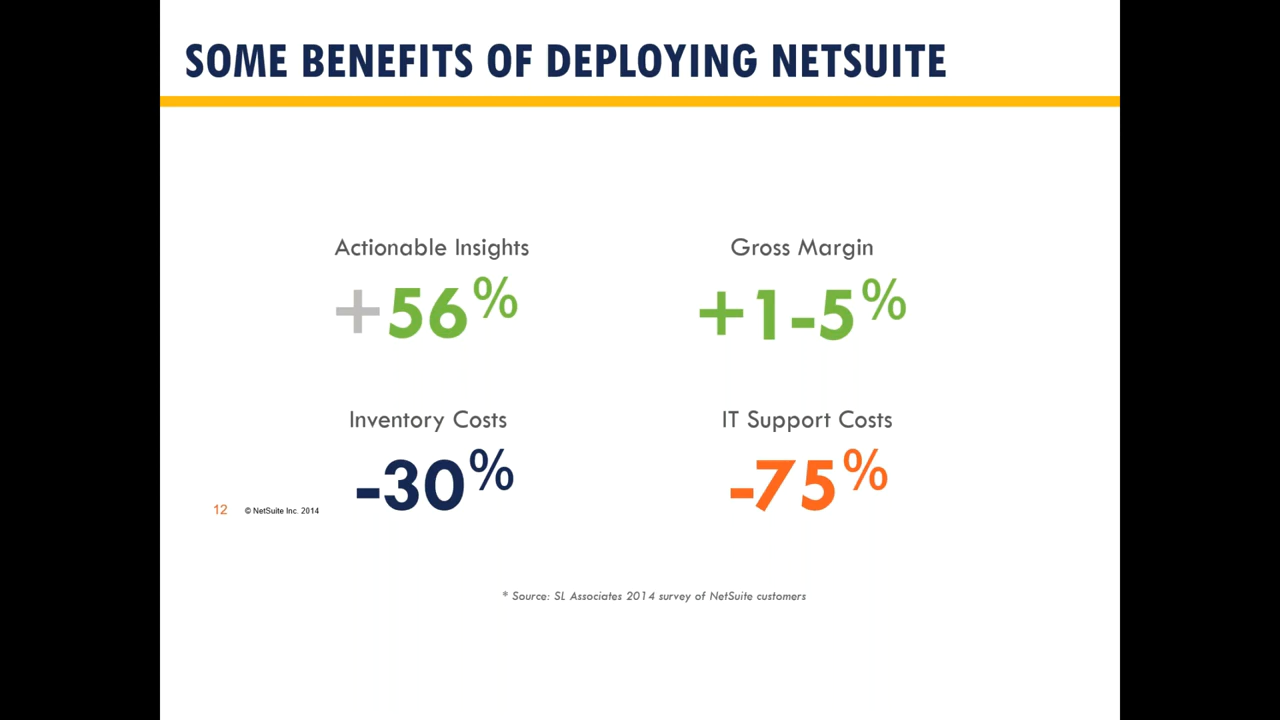 SOME BENEFITS OF DEPLOYING NETSUITE
Actionable Insights
+56%
Gross Margin
+1-5%
Inventory Costs
-30%
IT Support Costs
-75%
12 © NetSuite Inc. 2014
* Source: SL Associates 2014 survey of NetSuite customers